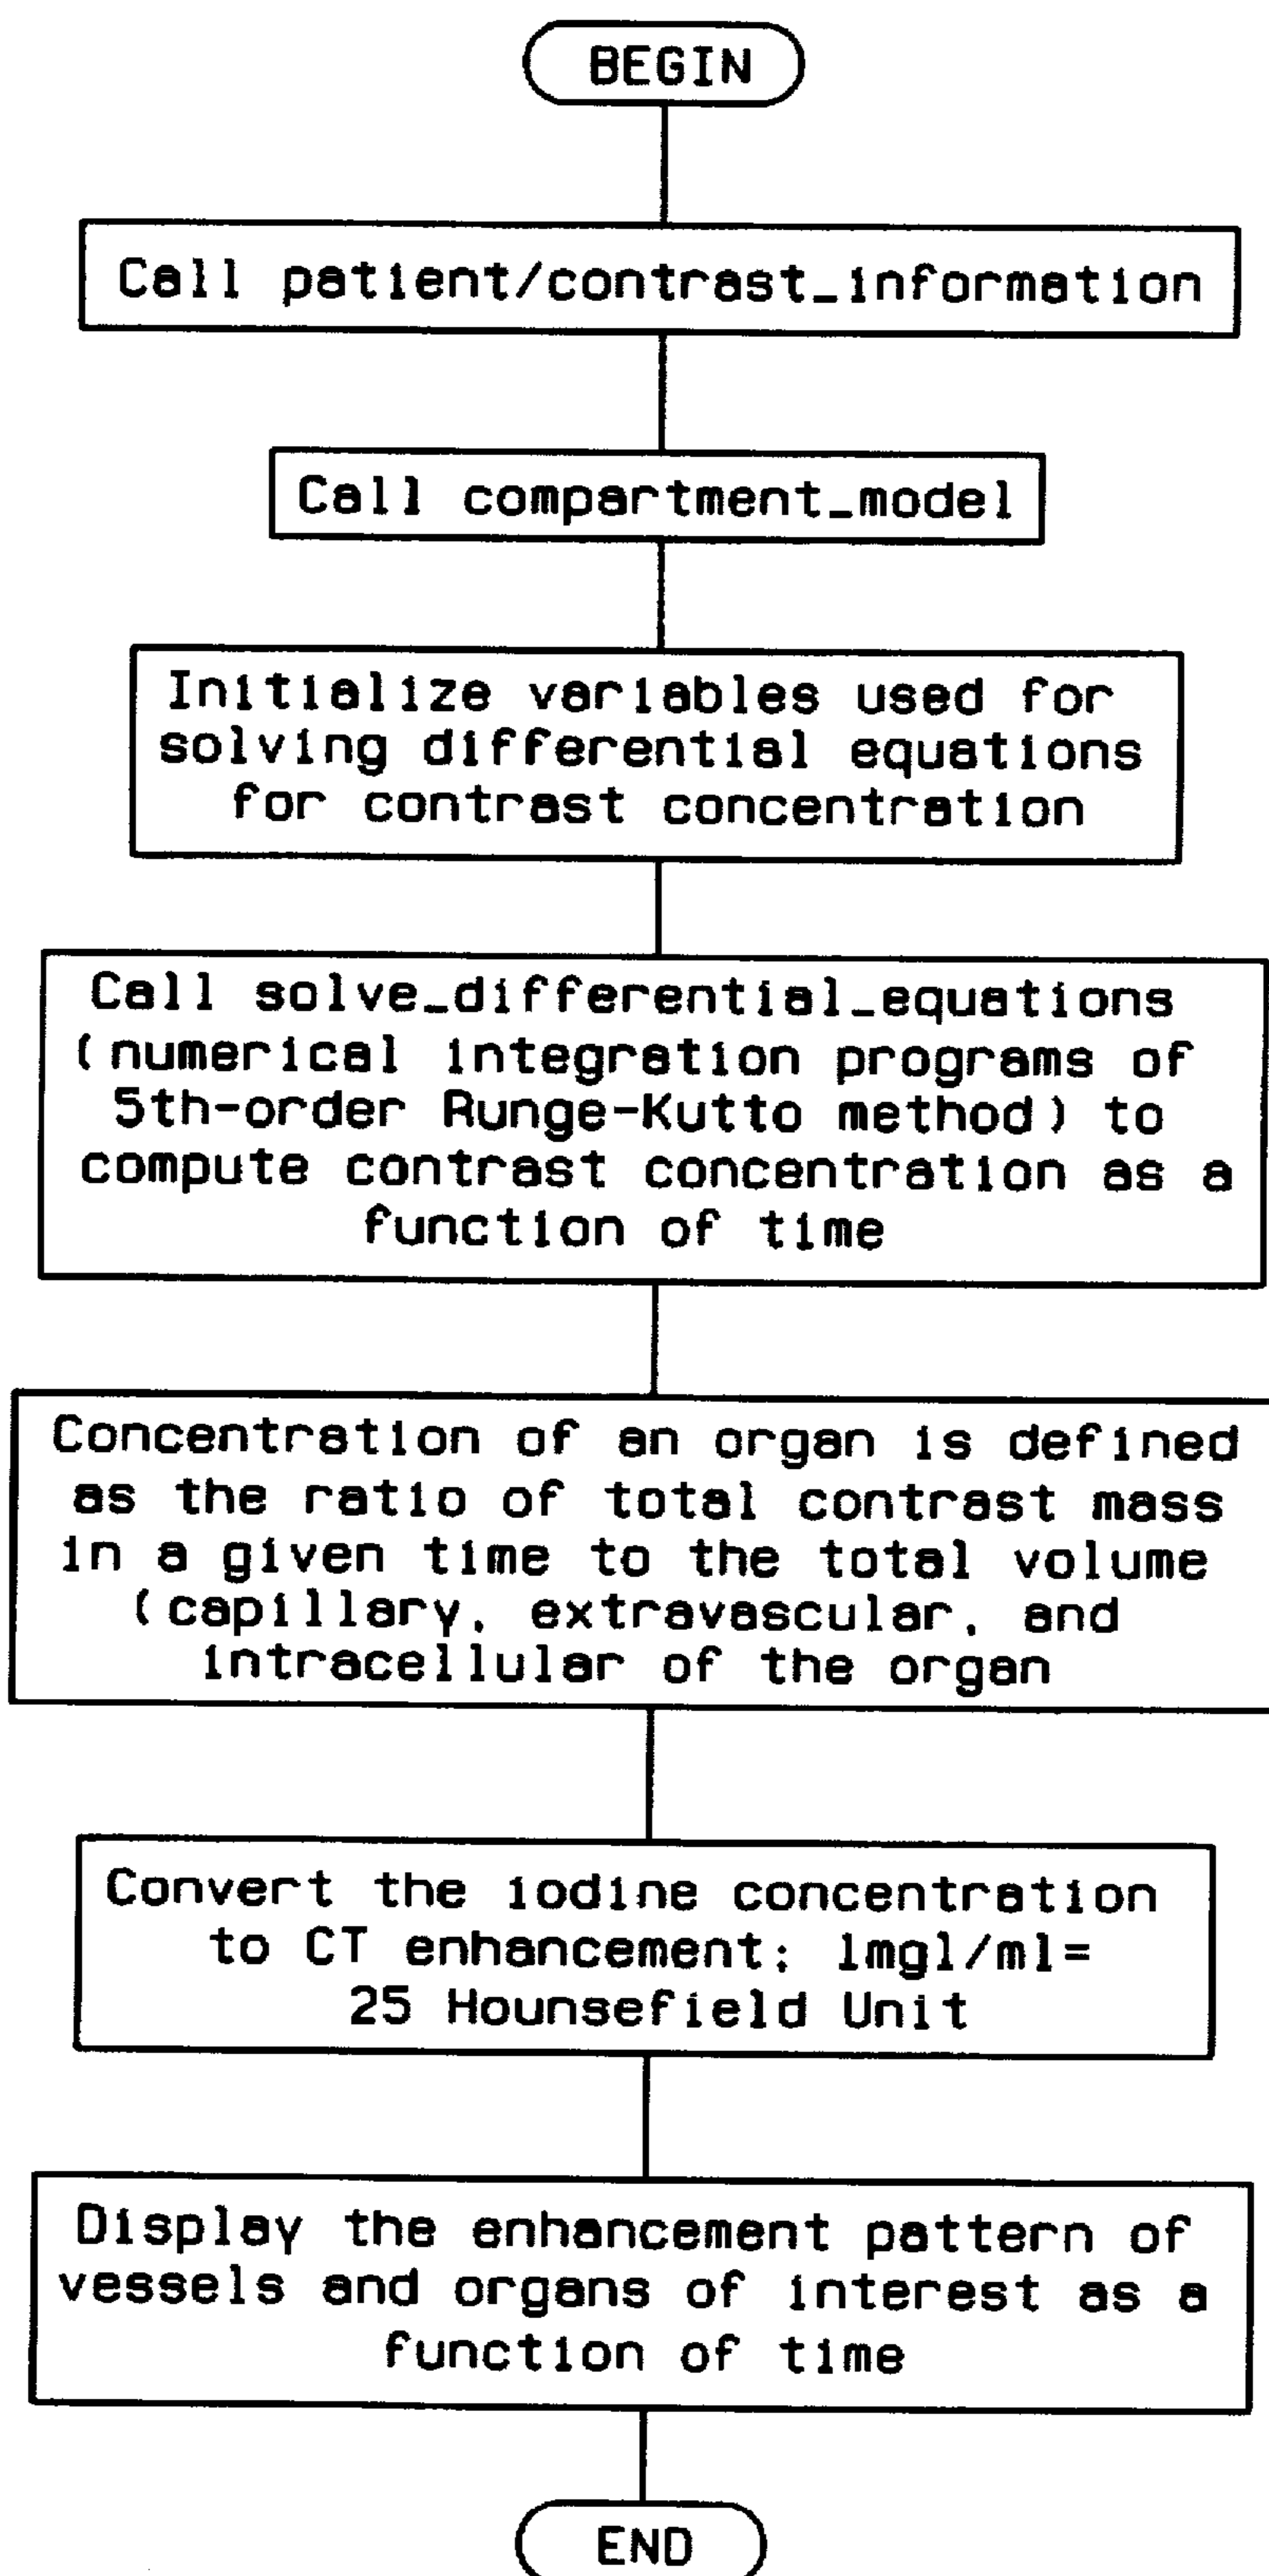 BEGIN
Call patient/contrast_information
Call compartment_model
Initialize variables used for
solving differential equations
for contrast concentration
Call solve_differential_equations
(numerical integration programs of
5th-order Runge-Kutto method) to
compute contrast concentration as a
function of time
Concentration of an organ is defined
as the ratio of total contrast mass
in a given time to the total volume
(capillary, extravascular, and
intracellular of the organ
Convert the iodine concentration
to CT enhancement: 1mgl/ml=
25 Hounsefield Unit
Display the enhancement pattern of
vessels and organs of interest as a
function of time
END